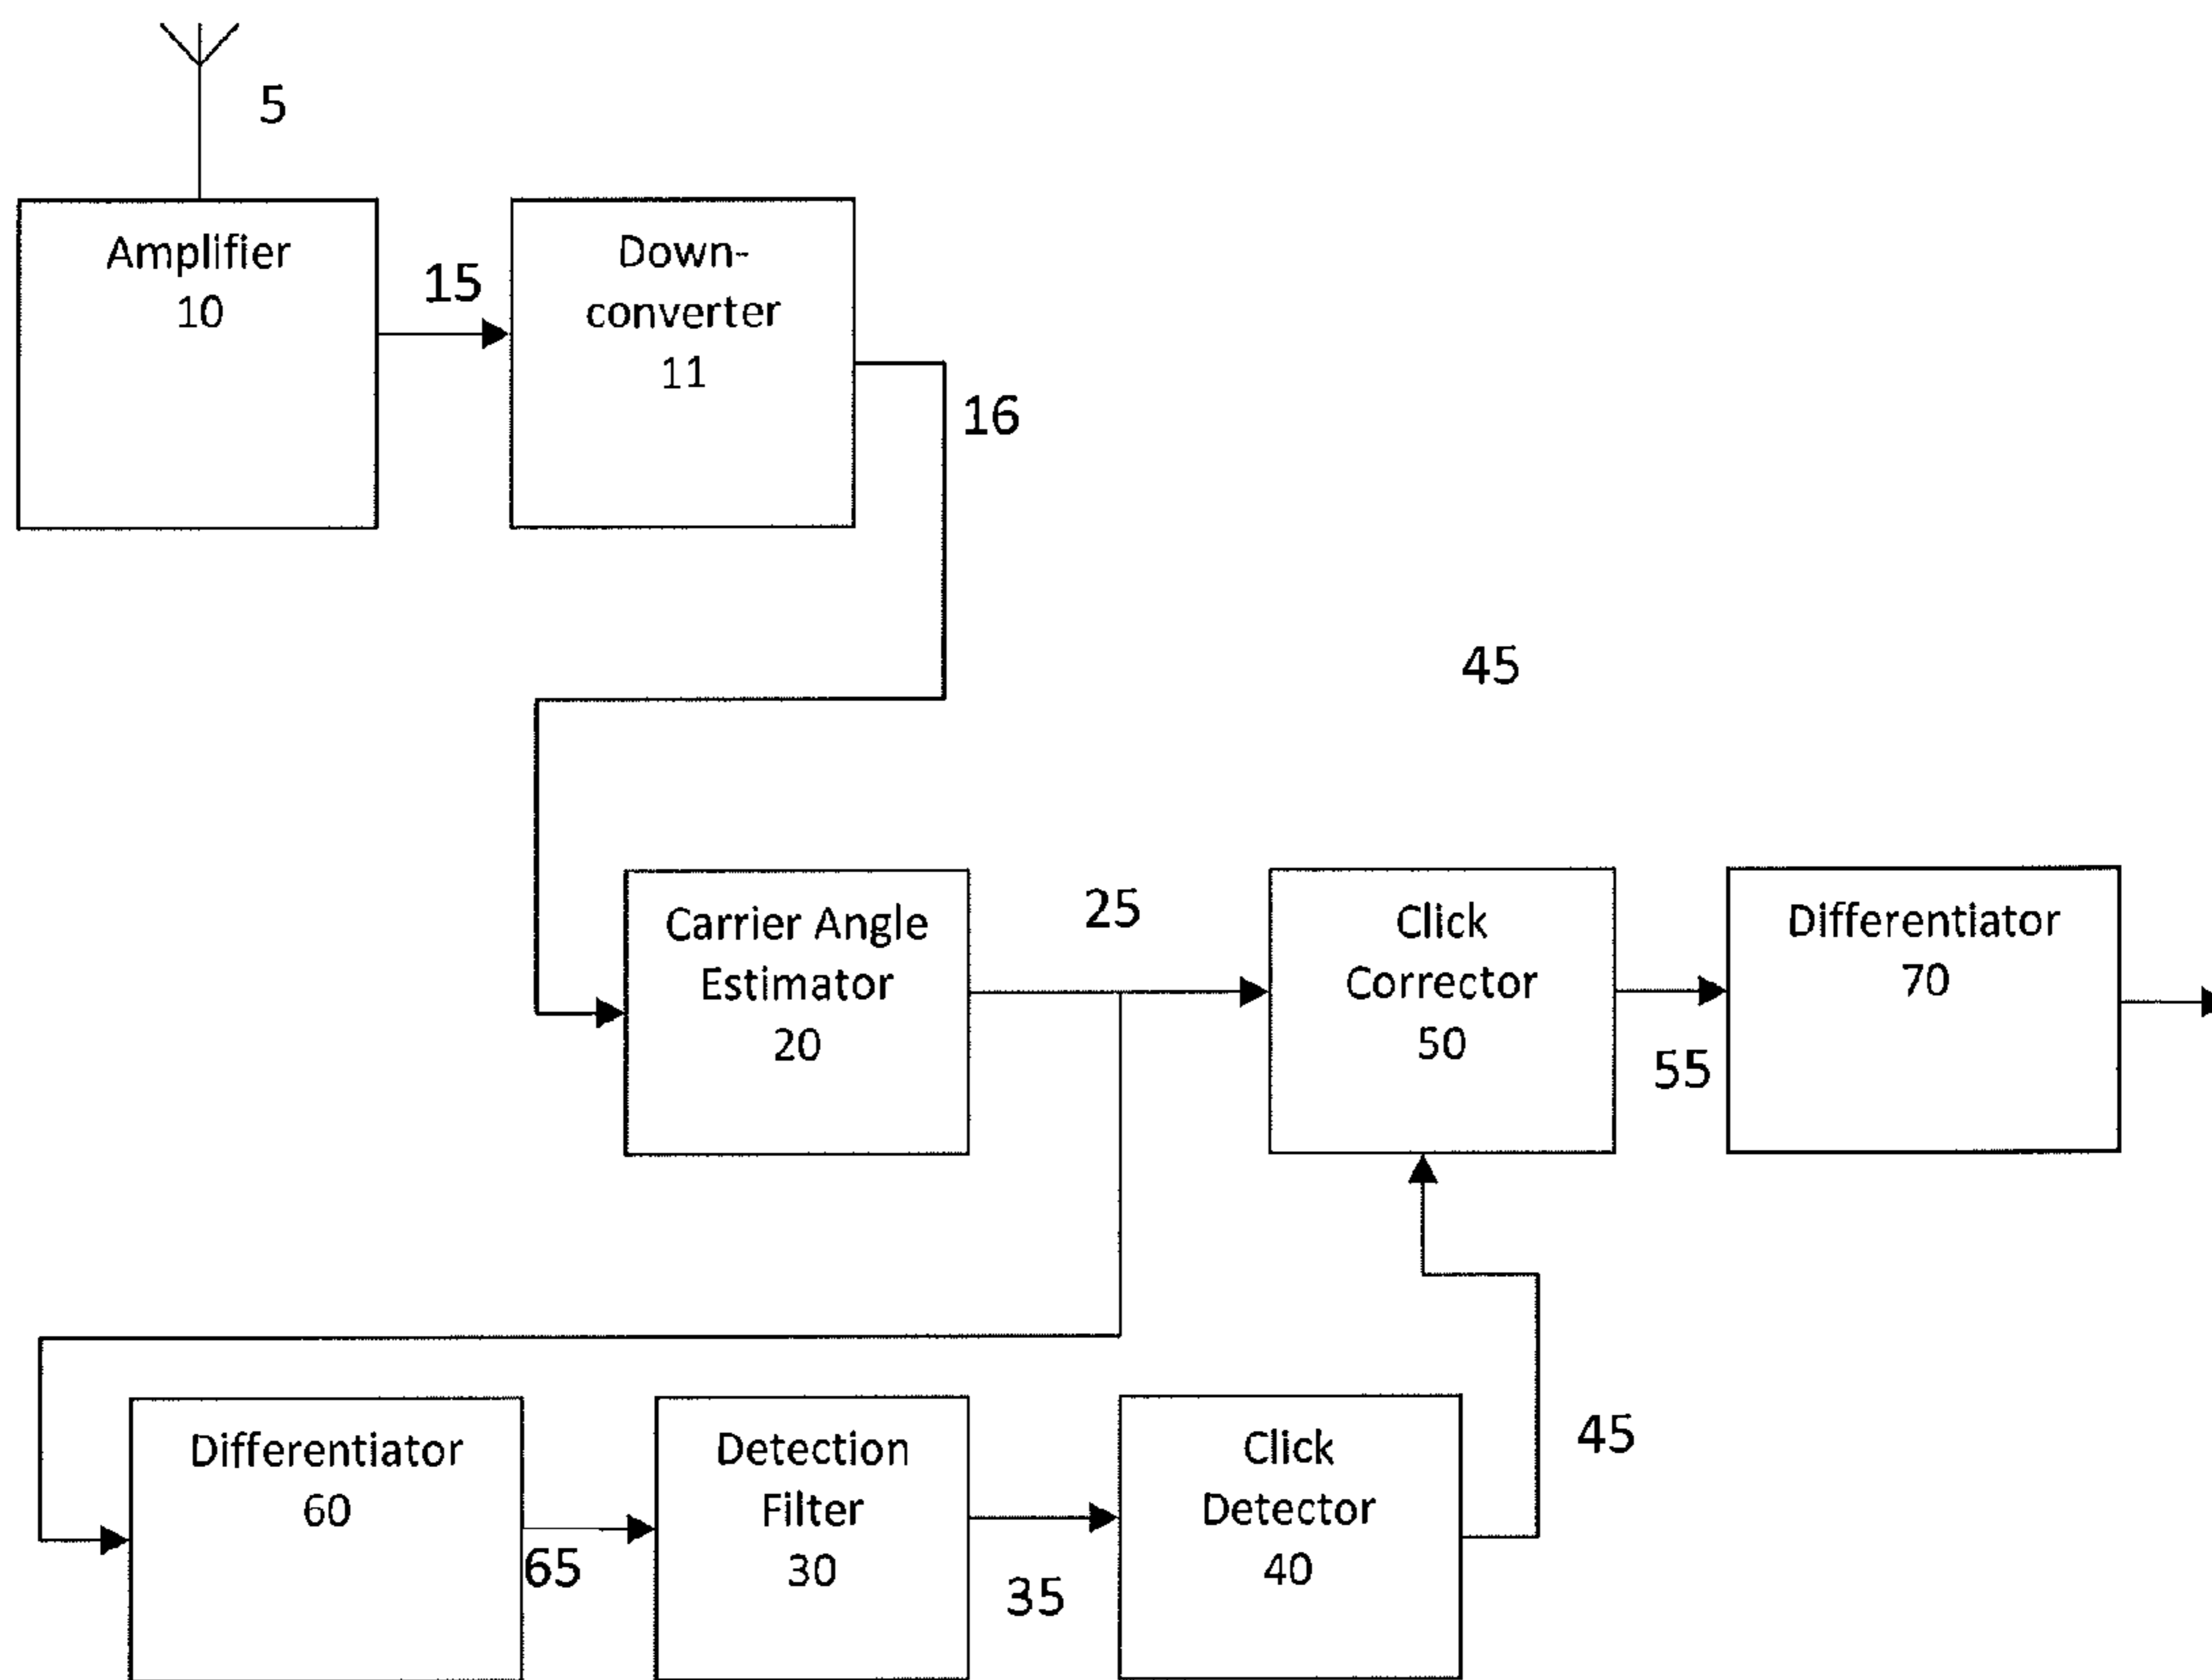 5
Amplifier
10
15
Down-
converter
11
16
45
Carrier Angle
Estimator
20
25
Click
Corrector
50
55
Differentiator
70
Differentiator
60
65
Detection
Filter
30
35
Click
Detector
40
45